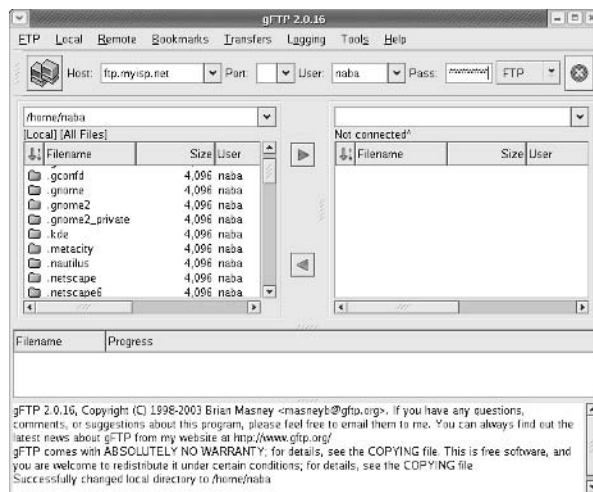 gFTP 2.0.16
FTP Local Remote Bookmarks Transfers Logging Tools Help
Host: ftp.myisp.net Port: User: naba Pass: FTP
/home/naba
[Local] [All Files]
Not connected^
Filename Size User
Filename Size User
.gconfd 4,096 naba
.gnome 4,096 naba
.gnome2 4,096 naba
.gnome2_private 4,096 naba
.kde 4,096 naba
.metacity 4,096 naba
.nautilus 4,096 naba
.netscape 4,096 naba
.netscape6 4,096 naba
Filename Progress
gFTP 2.0.16, Copyright (C) 1998-2003 Brian Masney <masneyb@gftp.org>. If you have any questions,
comments, or suggestions about this program, please feel free to email them to me. You can always find out the
latest news about gFTP from my website at http://www.gftp.org/
gFTP comes with ABSOLUTELY NO WARRANTY; for details, see the COPYING file. This is free software, and
you are welcome to redistribute it under certain conditions; for details, see the COPYING file
Successfully changed local directory to /home/naba